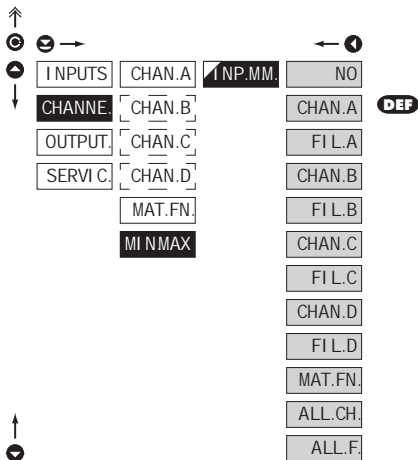 INPUTS CHAN.A INP.MM. NO
CHANNE. CHAN.B CHAN.A DEF
OUTPUT. CHAN.C FIL.A
SERVIC. CHAN.D CHAN.B
MAT.FN. FIL.B
MINMAX CHAN.C
FIL.C
CHAN.D
FIL.D
MAT.FN.
ALL.CH.
ALL.F.